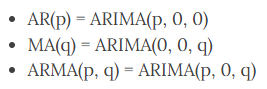 • AR(p) = ARIMA(p, 0, 0)
• MA(q) = ARIMA(0, 0, q)
• ARMA(p, q) = ARIMA(p, 0, q)